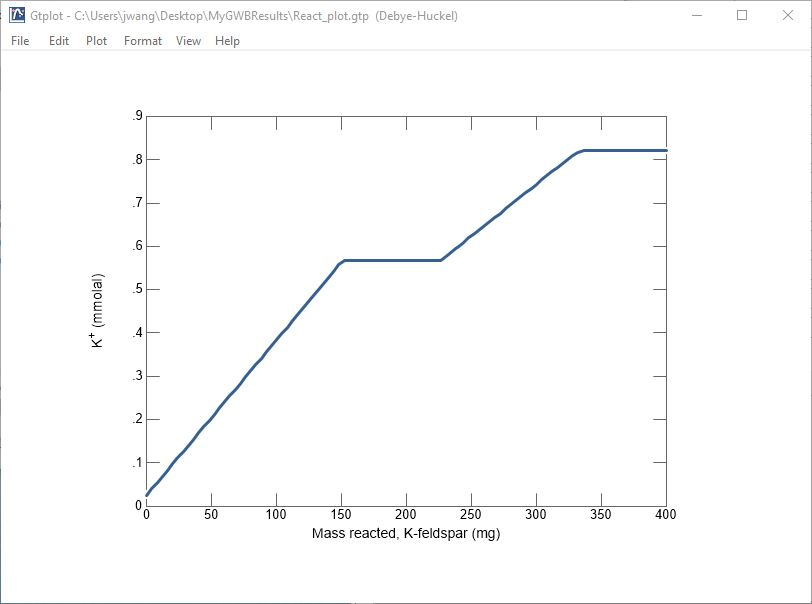 Gtplot - C:\Users\jwang\Desktop\MyGWBResults\React_plot.gtp (Debye-Huckel)
File Edit Plot Format View Help
.9
.8
.7
.6
.5
.4
.3
.2
.1
0
K+ (mmolal)
0 50 100 150 200 250 300 350 400
Mass reacted, K-feldspar (mg)